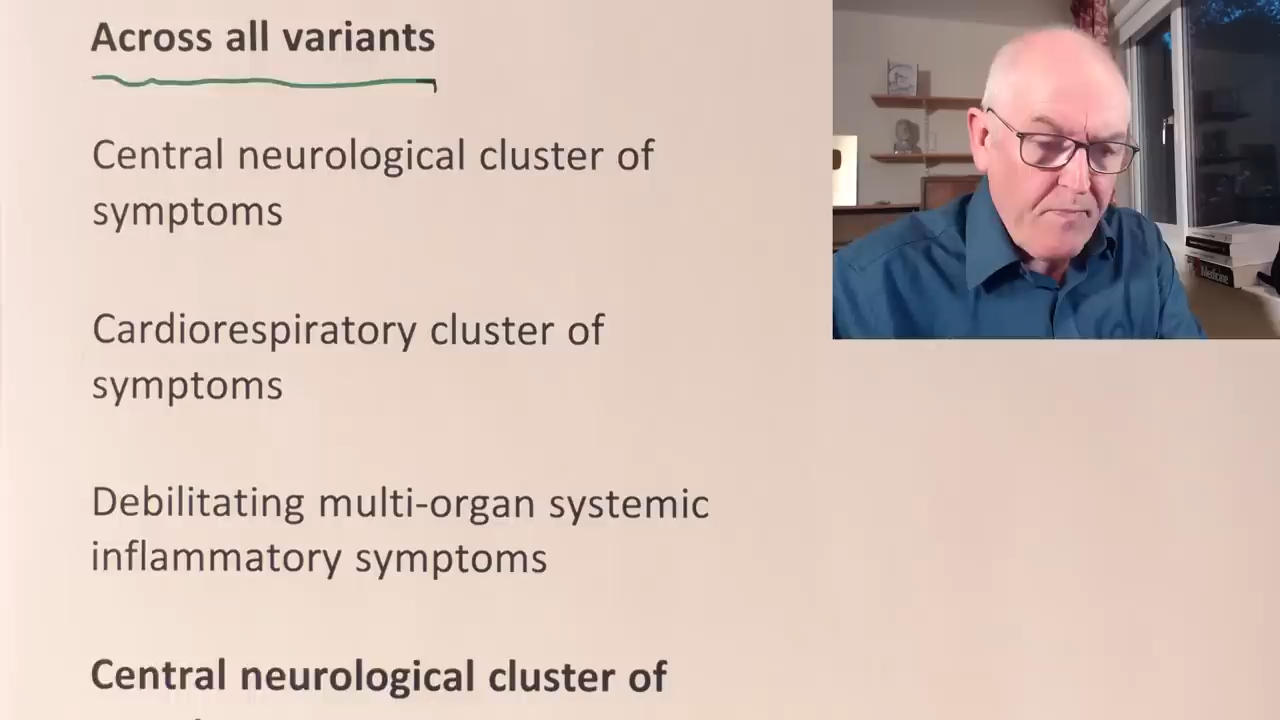 Across all variants
Central neurological cluster of
symptoms
Cardiorespiratory cluster of
symptoms
Debilitating multi-organ systemic
inflammatory symptoms
Central neurological cluster of
Medicine